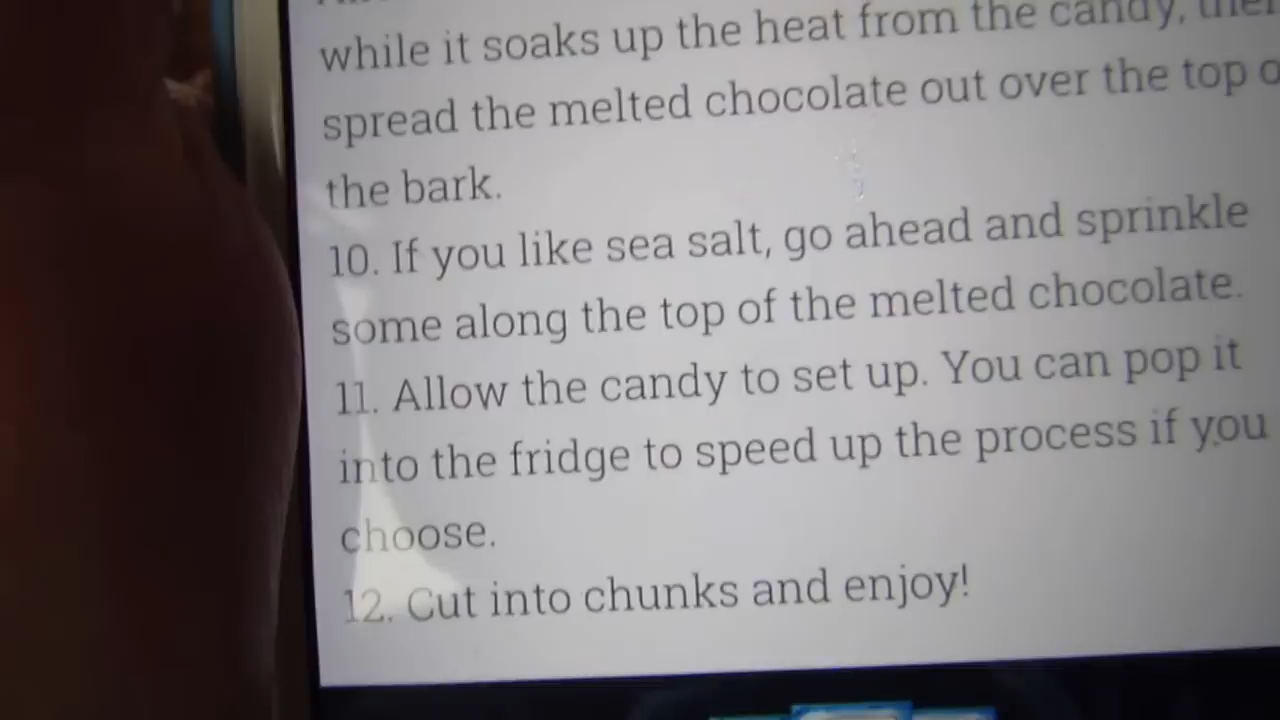 while it soaks up the heat from the candy, then
spread the melted chocolate out over the top o
the bark.
10. If you like sea salt, go ahead and sprinkle
some along the top of the melted chocolate.
11. Allow the candy to set up. You can pop it
into the fridge to speed up the process if you
choose.
12. Cut into chunks and enjoy!